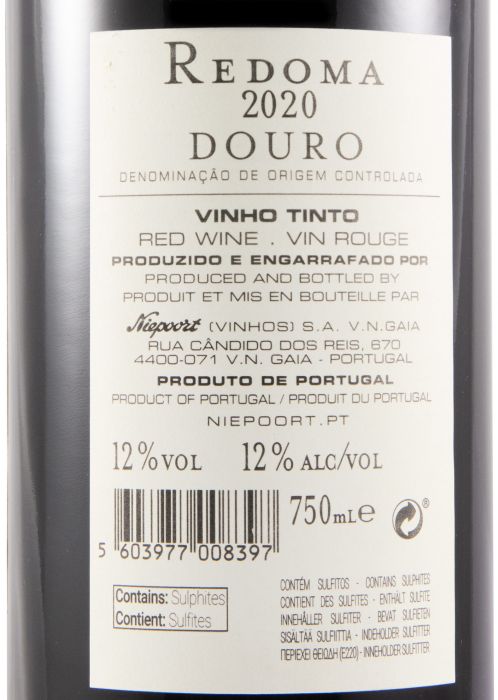 REDOMA
2020
DOURO
DENOMINAÇÃO DE ORIGEM CONTROLADA
VINHO TINTO
RED WINE . VIN ROUGE
PRODUZIDO E ENGARRAFADO POR
PRODUCED AND BOTTLED BY
PRODUIT ET MIS EN BOUTEILLE PAR
Niepoort (VINHOS) S.A. V.N.GAIA
RUA CÂNDIDO DOS REIS, 670
4400-071 V.N. GAIA - PORTUGAL
PRODUTO DE PORTUGAL
PRODUCT OF PORTUGAL / PRODUIT DU PORTUGAL
NIEPOORT.PT
12%VOL 12% ALC/VOL
750mLe ®
5 603977 008397
Contains: Sulphites
Contient: Sulfites
CONTÉM SULFITOS - CONTAINS SULPHITES
CONTIENT DES SULFITES - ENTHÄLT SULFITE
INNEHÅLLER SULFITER - BEVAT SULFIETEN
SISÄLTÄÄ SULFIITTIA - INDEHOLDER SULFITTER
ΠΕΡΙΕΧΕΙ ΘΕΙΩΔΗ (E220) - INNEHOLDER SULFITTER